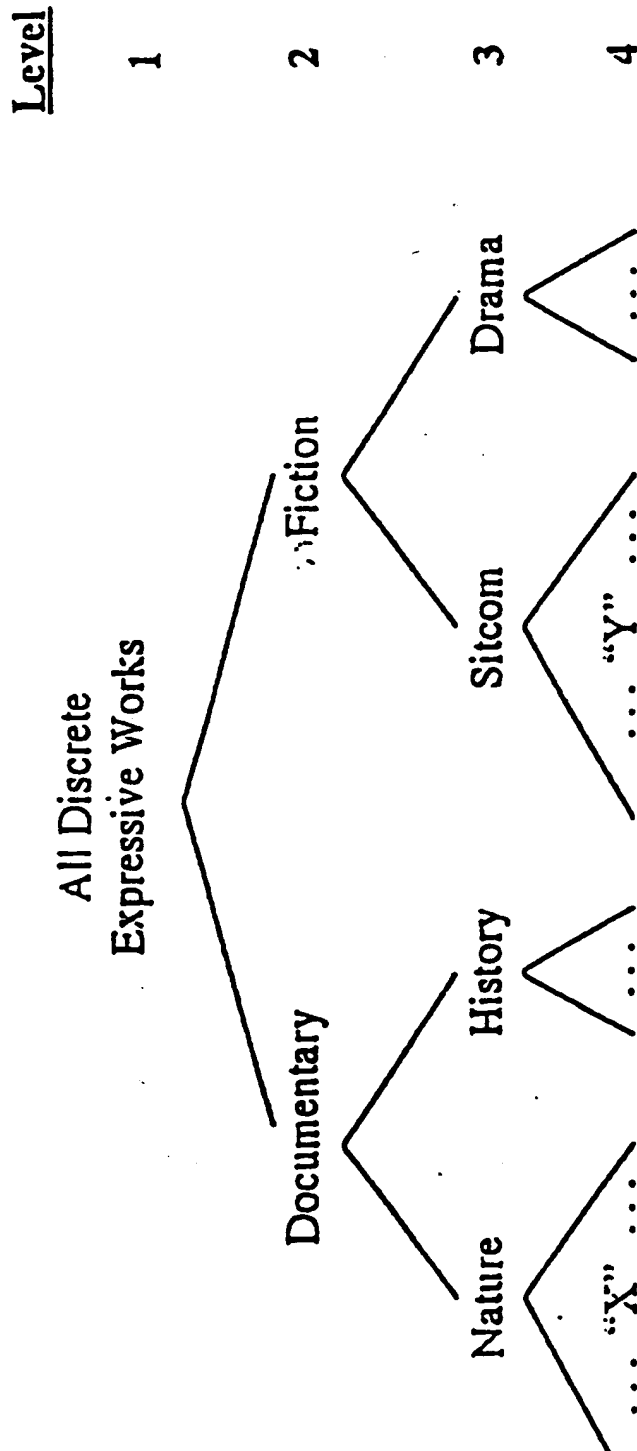 Level
All Discrete
Expressive Works
1
Documentary
Fiction
2
Nature
History
Sitcom
Drama
3
... "X" ...
...
... "Y" ...
...
4